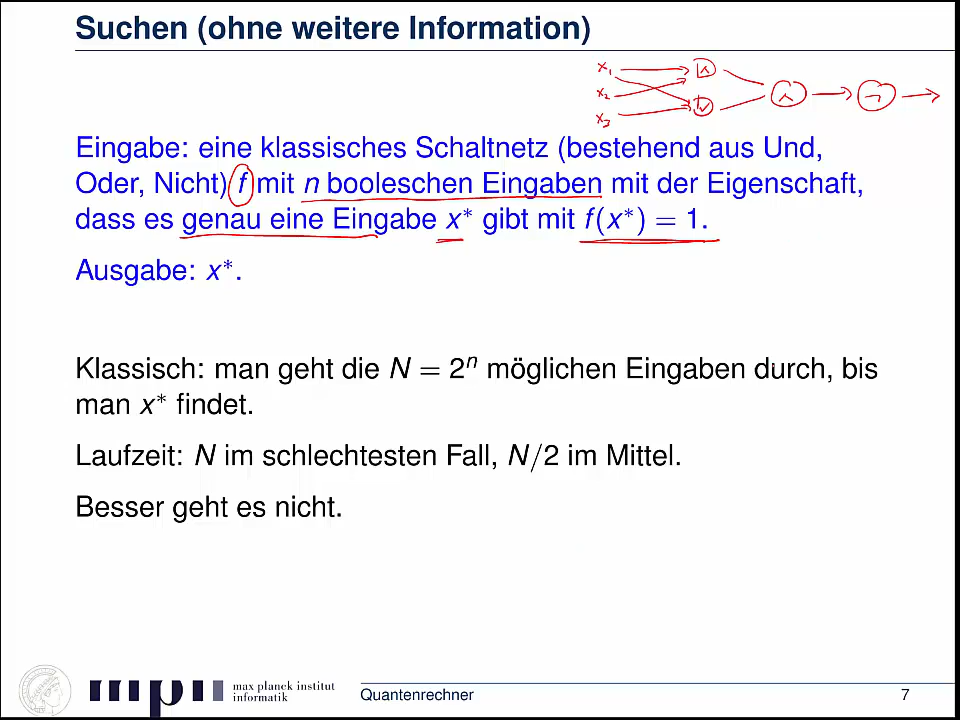 Suchen (ohne weitere Information)
x₁
x₂
x₃
∧
∨
∧
¬
Eingabe: eine klassisches Schaltnetz (bestehend aus Und,
Oder, Nicht) f mit n booleschen Eingaben mit der Eigenschaft,
dass es genau eine Eingabe x* gibt mit f(x*) = 1.
Ausgabe: x*.
Klassisch: man geht die N = 2ⁿ möglichen Eingaben durch, bis
man x* findet.
Laufzeit: N im schlechtesten Fall, N/2 im Mittel.
Besser geht es nicht.
mpii
max planck institut
informatik
Quantenrechner
7